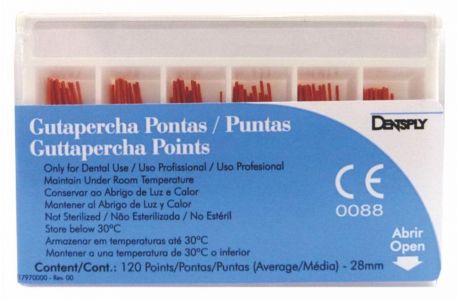 Gutapercha Pontas / Puntas
Guttapercha Points
DENTSPLY
Only for Dental Use / Uso Profissional / Uso Profesional
Maintain Under Room Temperature
Conservar ao Abrigo de Luz e Calor
Mantener al Abrigo de Luz y Calor
Not Sterilized / Não Esterilizada / No Estéril
Store below 30ºC
Armazenar em temperaturas até 30ºC
Mantener a una temperatura de 30ºC o inferior
CE
0088
Abrir
Open
Content/Cont.: 120 Points/Pontas/Puntas (Average/Média) - 28mm
17970000 - Rev. 00